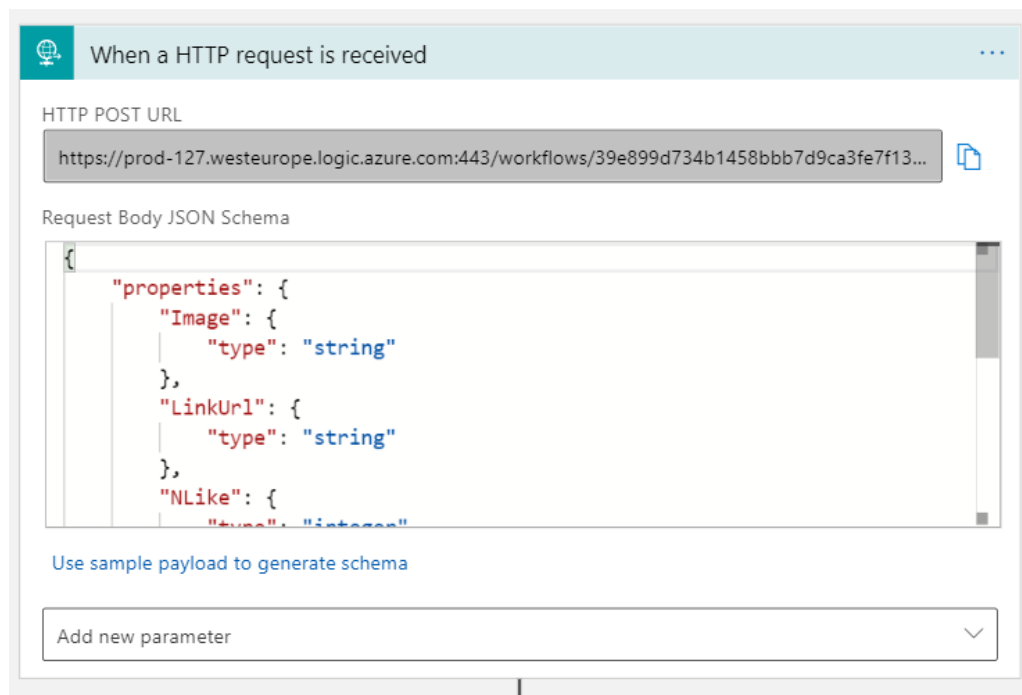 When a HTTP request is received
HTTP POST URL
https://prod-127.westeurope.logic.azure.com:443/workflows/39e899d734b1458bbb7d9ca3fe7f13...
Request Body JSON Schema
{
"properties": {
"Image": {
"type": "string"
},
"LinkUrl": {
"type": "string"
},
"NLike": {
"type": "integer"
Use sample payload to generate schema
Add new parameter